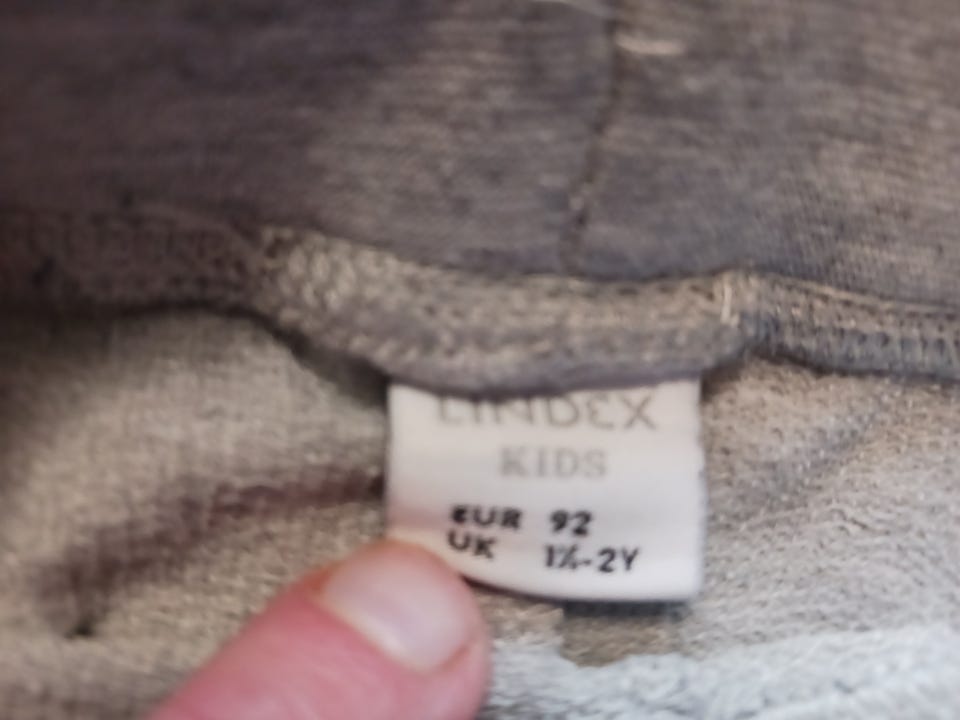 LINDEX
KIDS
EUR 92
UK 1½-2Y